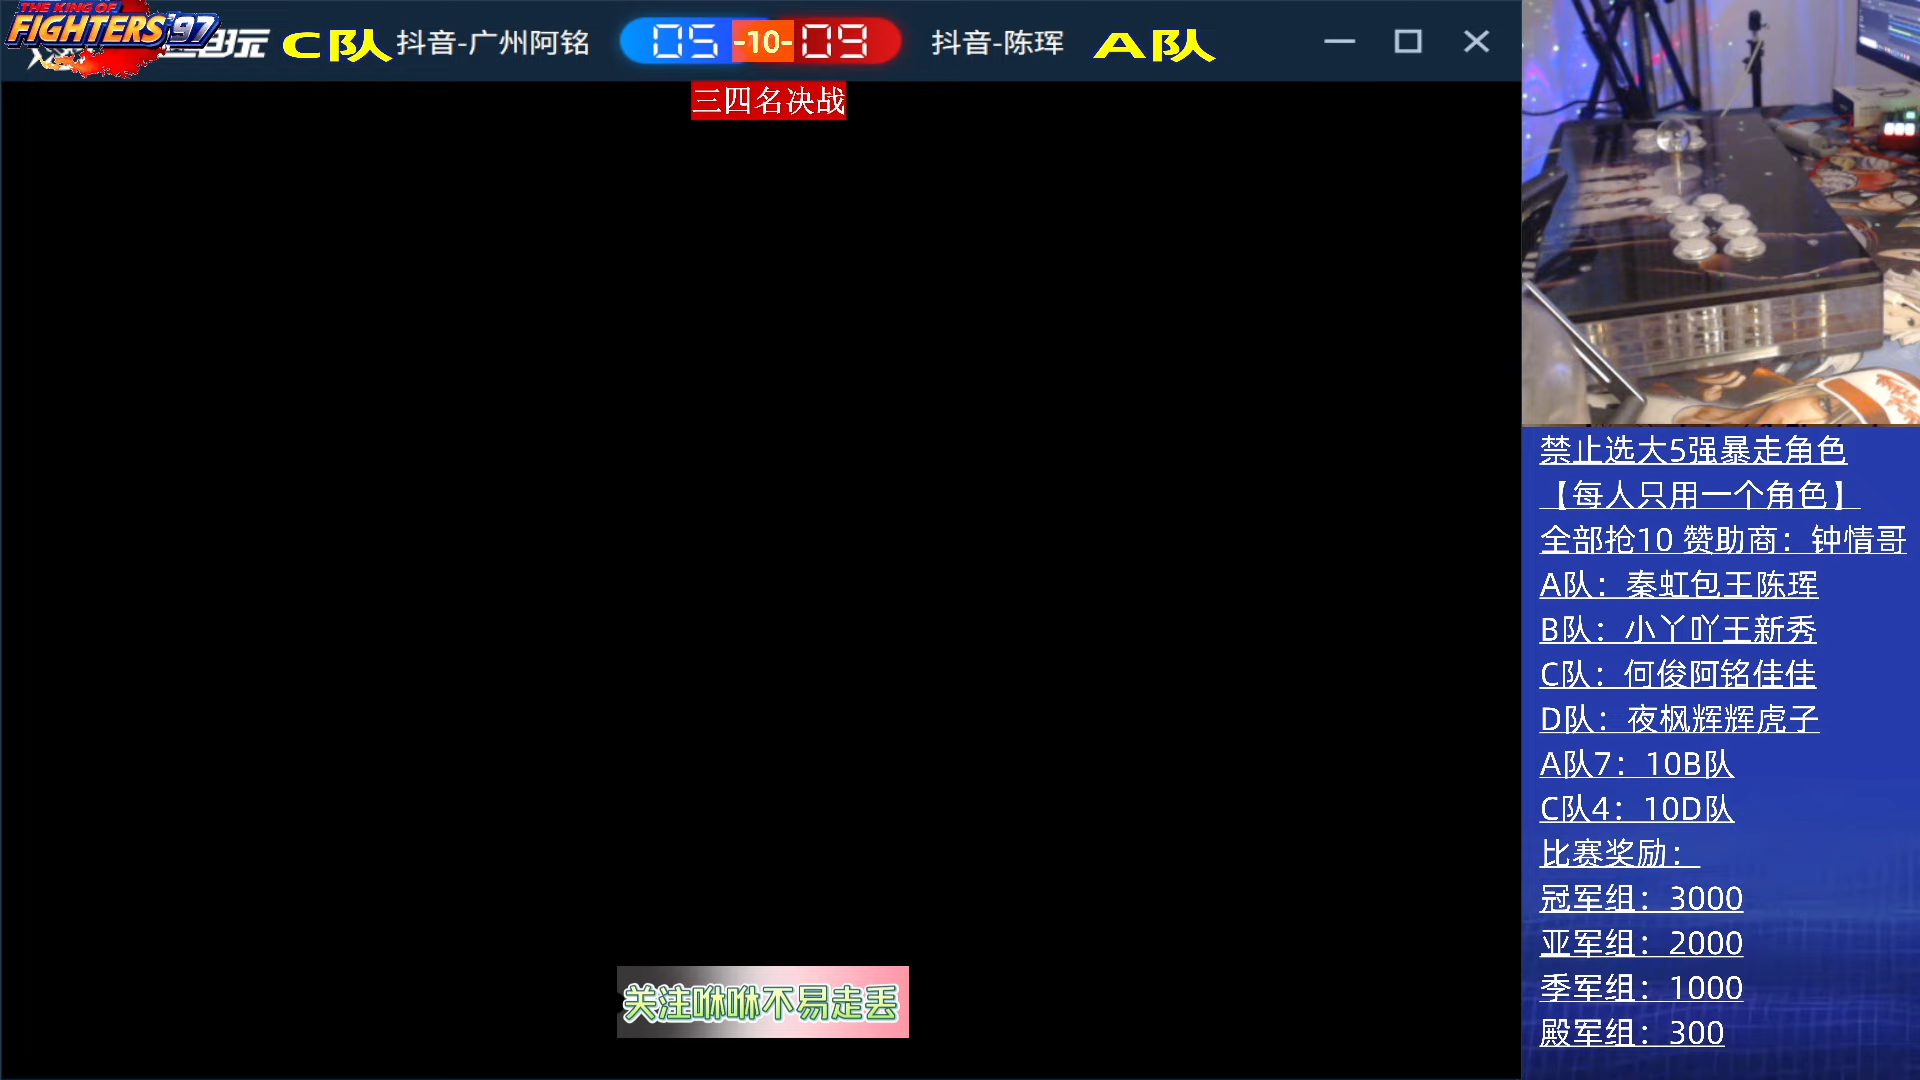 THE KING OF
FIGHTERS'97
电玩
C队 抖音-广州阿铭 05 -10- 09 抖音-陈珲 A队
三四名决战
禁止选大5强暴走角色
【每人只用一个角色】
全部抢10 赞助商：钟情哥
A队：秦虹包王陈珲
B队：小丫吖王新秀
C队：何俊阿铭佳佳
D队：夜枫辉辉虎子
A队7：10B队
C队4：10D队
比赛奖励：
冠军组：3000
亚军组：2000
季军组：1000
殿军组：300
关注咻咻不易走丢